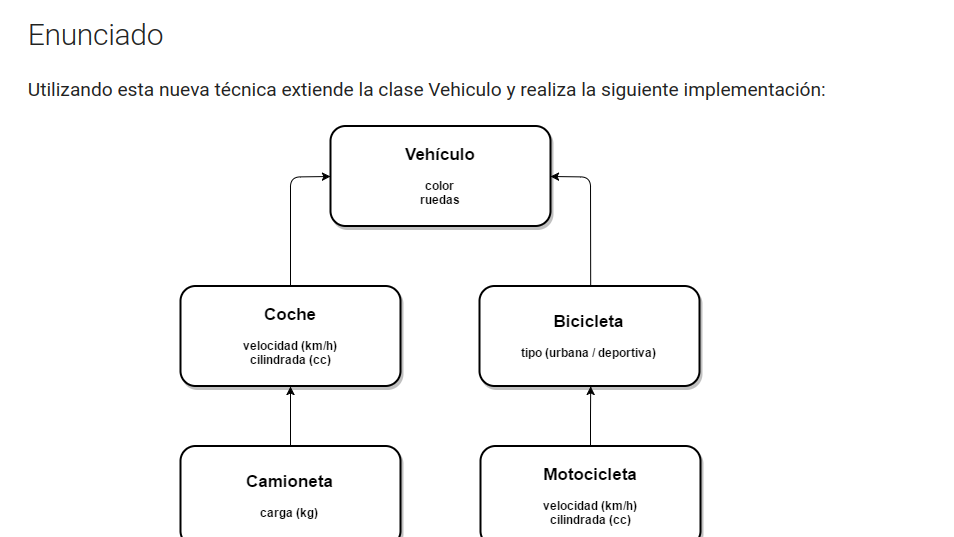 Enunciado
Utilizando esta nueva técnica extiende la clase Vehiculo y realiza la siguiente implementación:
Vehículo
color
ruedas
Coche
velocidad (km/h)
cilindrada (cc)
Bicicleta
tipo (urbana / deportiva)
Camioneta
carga (kg)
Motocicleta
velocidad (km/h)
cilindrada (cc)